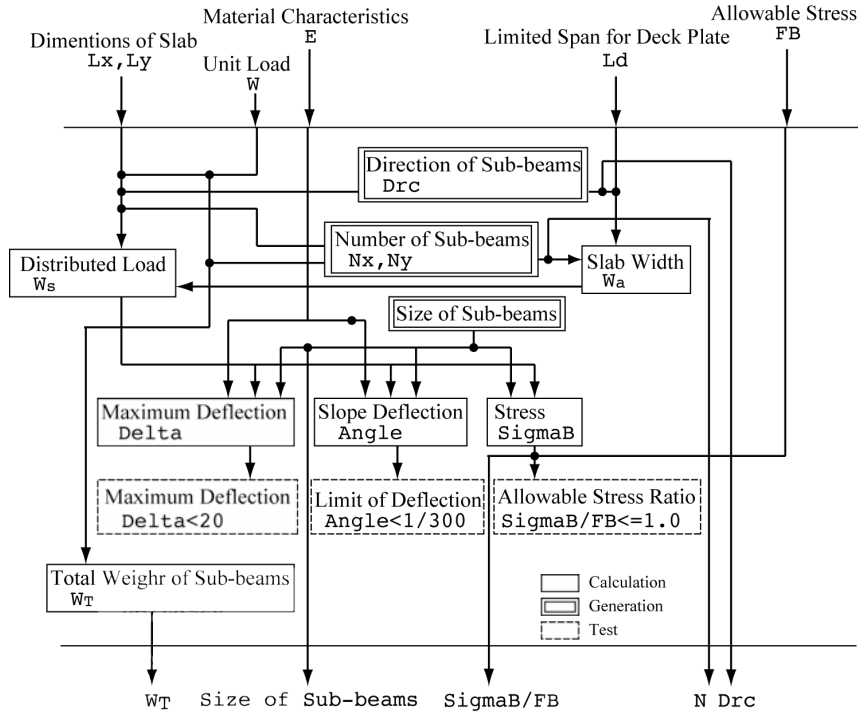 Material Characteristics
E
Allowable Stress
FB
Dimentions of Slab
Lx,Ly
Unit Load
W
Limited Span for Deck Plate
Ld
Direction of Sub-beams
Drc
Number of Sub-beams
Nx,Ny
Distributed Load
Ws
Slab Width
Wa
Size of Sub-beams
Maximum Deflection
Delta
Slope Deflection
Angle
Stress
SigmaB
Maximum Deflection
Delta<20
Limit of Deflection
Angle<1/300
Allowable Stress Ratio
SigmaB/FB<=1.0
Total Weighr of Sub-beams
WT
Calculation
Generation
Test
WT
Size of Sub-beams
SigmaB/FB
N Drc